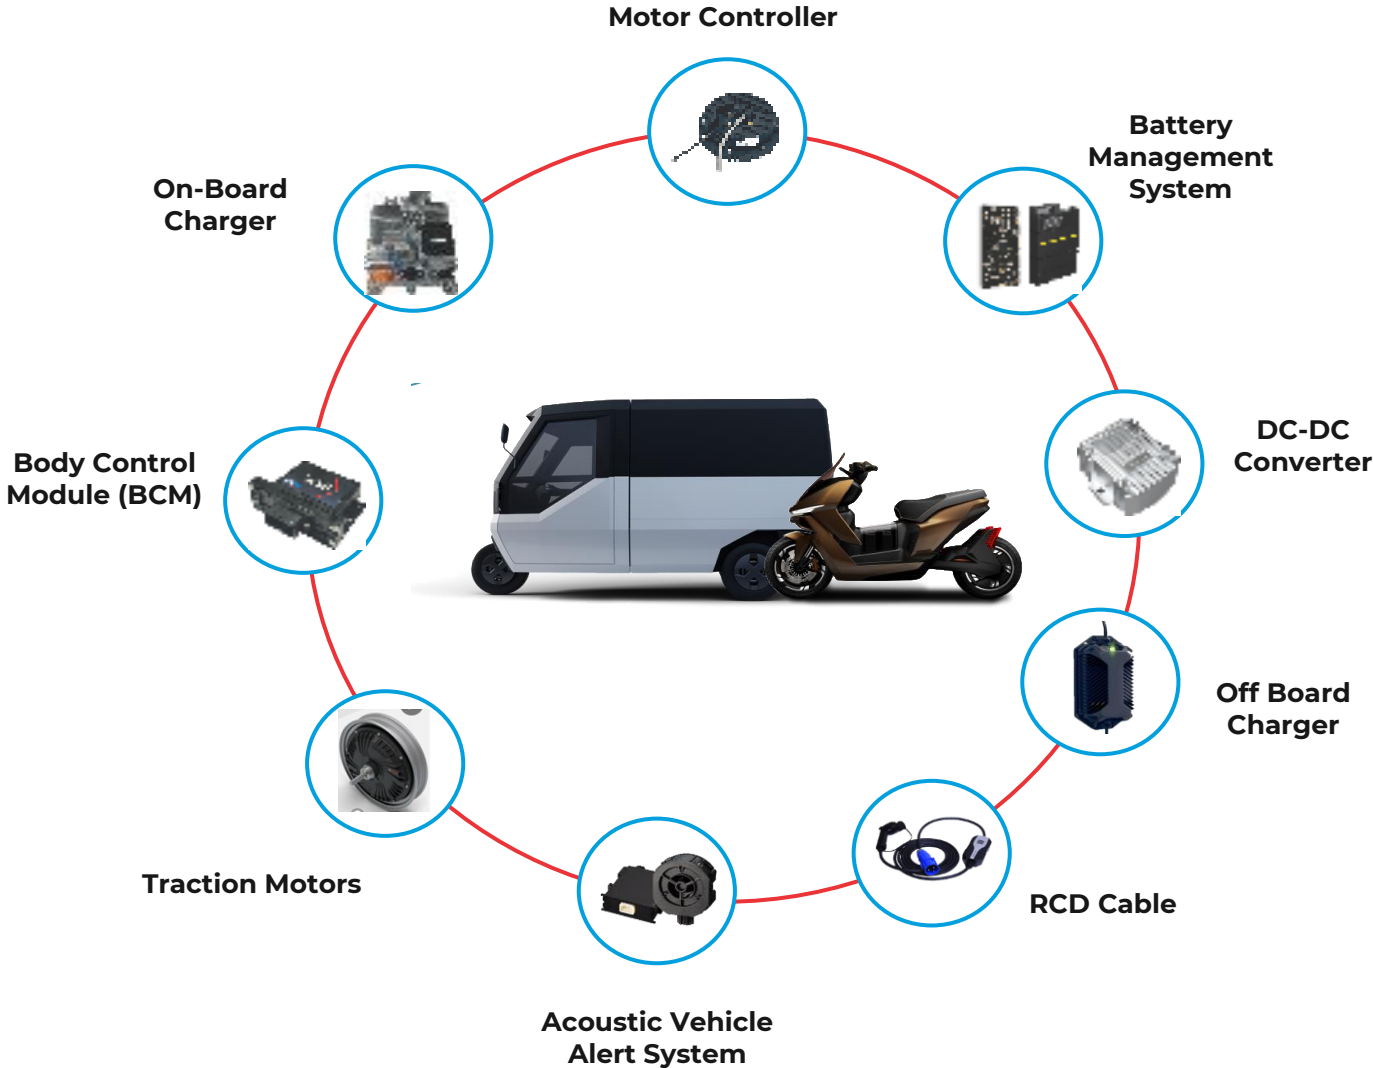 Motor Controller
Battery
Management
System
On-Board
Charger
DC-DC
Converter
Body Control
Module (BCM)
Off Board
Charger
Traction Motors
RCD Cable
Acoustic Vehicle
Alert System